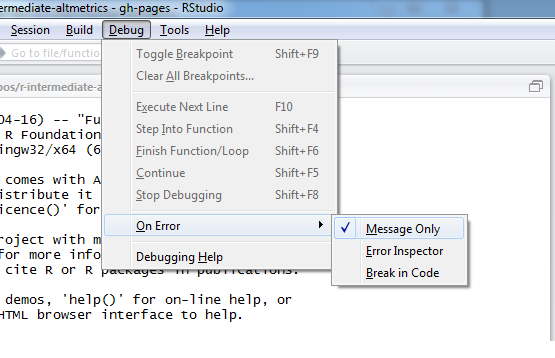 termediate-altmetrics - gh-pages - RStudio
Session Build Debug Tools Help
Go to file/functio
Toggle Breakpoint Shift+F9
Clear All Breakpoints...
os/r-intermediate-a
Execute Next Line F10
Step Into Function Shift+F4
Finish Function/Loop Shift+F6
Continue Shift+F5
Stop Debugging Shift+F8
On Error
Message Only
Error Inspector
Break in Code
Debugging Help
04-16) -- "Fu
R Foundation
ingw32/x64 (6
comes with A
istribute it
icence()' for
roject with m
for more info
cite R or R packages in publications.
demos, 'help()' for on-line help, or
HTML browser interface to help.